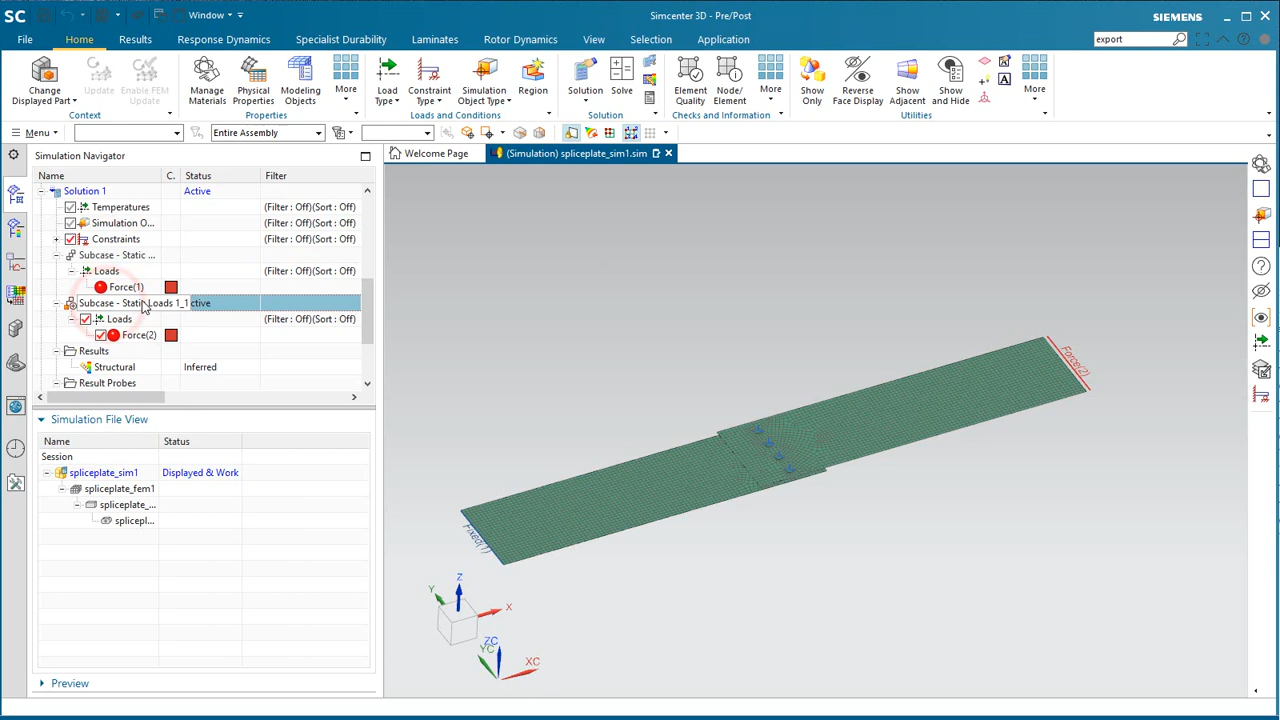 SC Window Simcenter 3D - Pre/Post SIEMENS
File Home Results Response Dynamics Specialist Durability Laminates Rotor Dynamics View Selection Application export
Change Displayed Part Update Enable FEM Update Manage Materials Physical Properties Modeling Objects More Load Type Constraint Type Simulation Object Type Region Solution Solve Element Quality Node/ Element More Show Only Reverse Face Display Show Adjacent Show and Hide More
Context Properties Loads and Conditions Solution Checks and Information Utilities
Menu Entire Assembly
Simulation Navigator Welcome Page (Simulation) spliceplate_sim1.sim
Name C. Status Filter
Solution 1 Active
Temperatures (Filter : Off)(Sort : Off)
Simulation O... (Filter : Off)(Sort : Off)
Constraints (Filter : Off)(Sort : Off)
Subcase - Static ...
Loads (Filter : Off)(Sort : Off)
Force(1)
Subcase - Static Loads 1_1 ctive
Loads (Filter : Off)(Sort : Off)
Force(2)
Results
Structural Inferred
Result Probes
Simulation File View
Name Status
Session
spliceplate_sim1 Displayed & Work
spliceplate_fem1
spliceplate_...
splicepl...
Preview
Force(2)
Fixed(1)
Z
Y
X
ZC
YC
XC